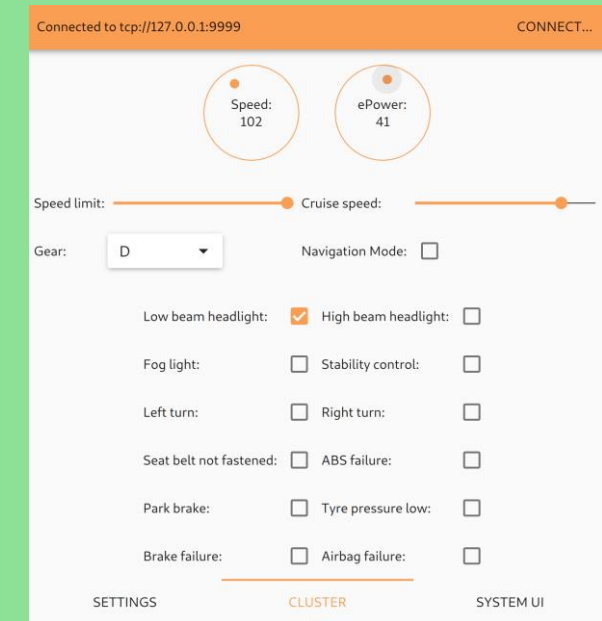 Connected to tcp://127.0.0.1:9999 CONNECT...
Speed: ePower:
102 41
Speed limit: Cruise speed:
Gear: D Navigation Mode:
Low beam headlight: High beam headlight:
Fog light: Stability control:
Left turn: Right turn:
Seat belt not fastened: ABS failure:
Park brake: Tyre pressure low:
Brake failure: Airbag failure:
SETTINGS CLUSTER SYSTEM UI